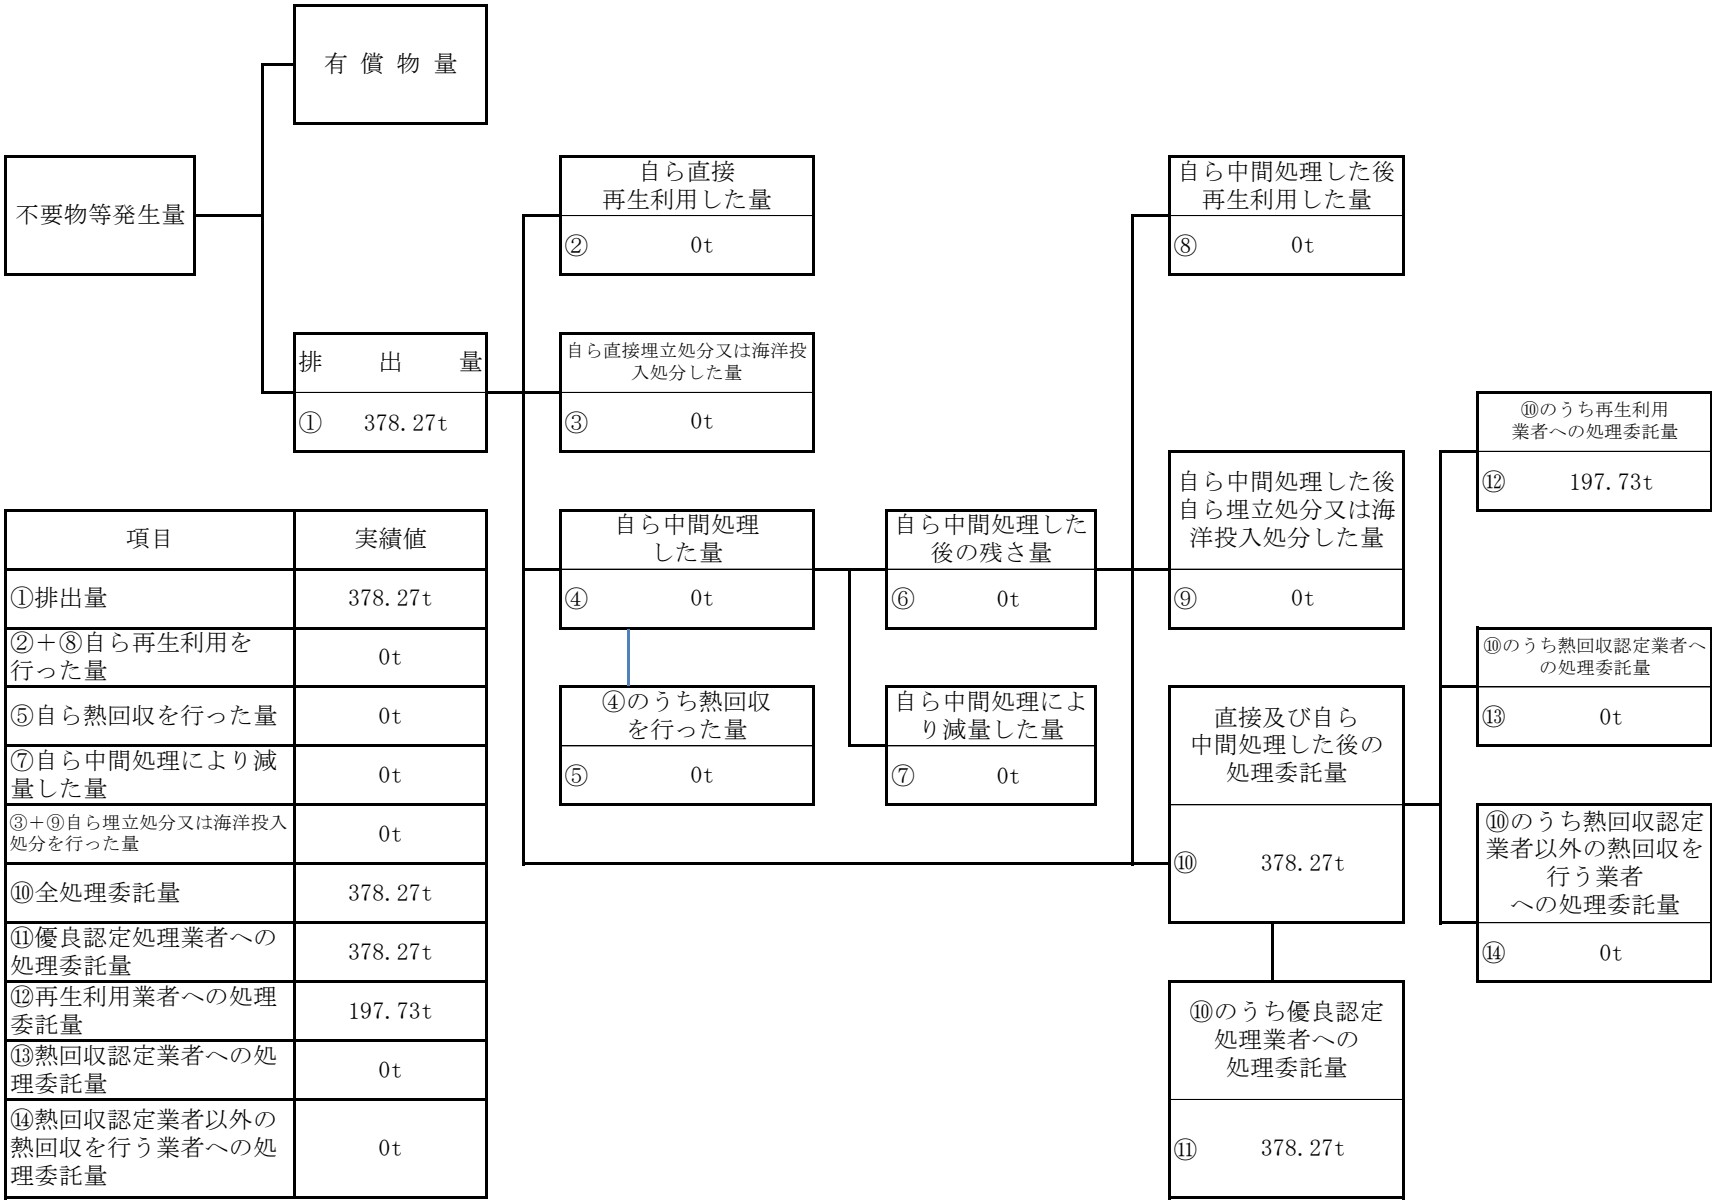 有償物量
不要物等発生量
自ら直接
再生利用した量
② 0t
自ら中間処理した後
再生利用した量
⑧ 0t
排出量
① 378.27t
自ら直接埋立処分又は海洋投
入処分した量
③ 0t
⑩のうち再生利用
業者への処理委託量
⑫ 197.73t
自ら中間処理
した量
④ 0t
自ら中間処理した
後の残さ量
⑥ 0t
自ら中間処理した後
自ら埋立処分又は海
洋投入処分した量
⑨ 0t
⑩のうち熱回収認定業者へ
の処理委託量
⑬ 0t
④のうち熱回収
を行った量
⑤ 0t
自ら中間処理によ
り減量した量
⑦ 0t
直接及び自ら
中間処理した後の
処理委託量
⑩ 378.27t
⑩のうち熱回収認定
業者以外の熱回収を
行う業者
への処理委託量
⑭ 0t
⑩のうち優良認定
処理業者への
処理委託量
⑪ 378.27t
項目 実績値
①排出量 378.27t
②+⑧自ら再生利用を
行った量 0t
⑤自ら熱回収を行った量 0t
⑦自ら中間処理により減
量した量 0t
③+⑨自ら埋立処分又は海洋投入
処分を行った量 0t
⑩全処理委託量 378.27t
⑪優良認定処理業者への
処理委託量 378.27t
⑫再生利用業者への処理
委託量 197.73t
⑬熱回収認定業者への処
理委託量 0t
⑭熱回収認定業者以外の
熱回収を行う業者への処
理委託量 0t